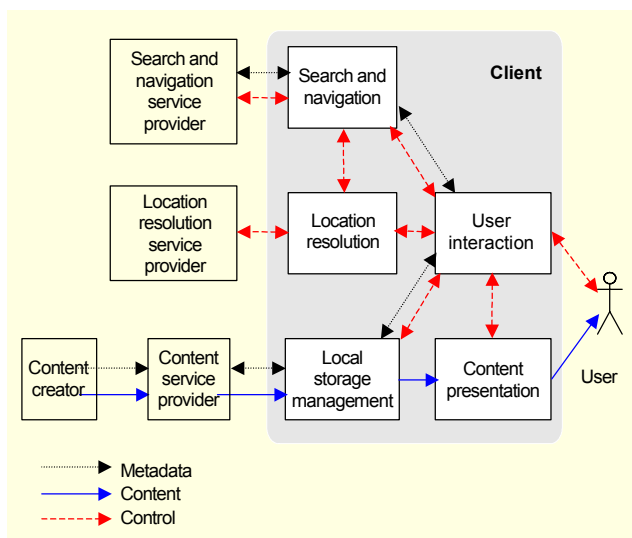 Search and
navigation
service
provider
Search and
navigation
Client
Location
resolution
service
provider
Location
resolution
User
interaction
Content
creator
Content
service
provider
Local
storage
management
Content
presentation
User
Metadata
Content
Control